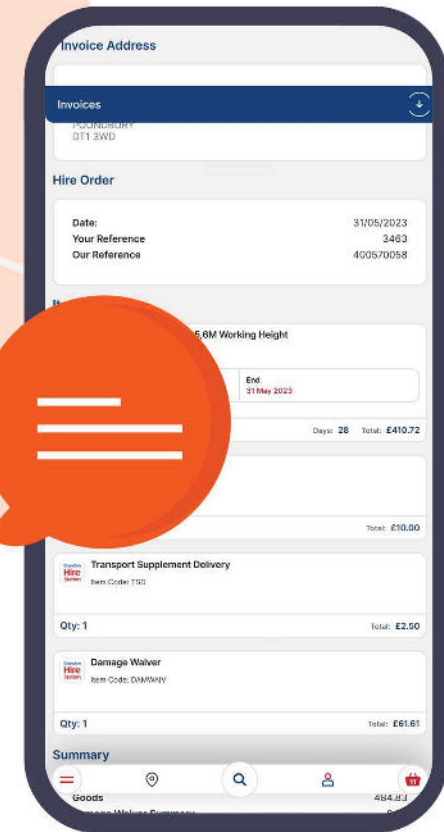 Invoice Address
Invoices
POUNDBURY
DT1 3WD
Hire Order
Date: 31/05/2023
Your Reference 3463
Our Reference 400570058
5,6M Working Height
End
31 May 2023
Days: 28 Total: £410.72
Total: £10.00
Hire
Transport Supplement Delivery
Item Code: TSD
Qty: 1 Total: £2.50
Hire
Damage Waiver
Item Code: DAMWAIV
Qty: 1 Total: £61.61
Summary
Goods 484.83